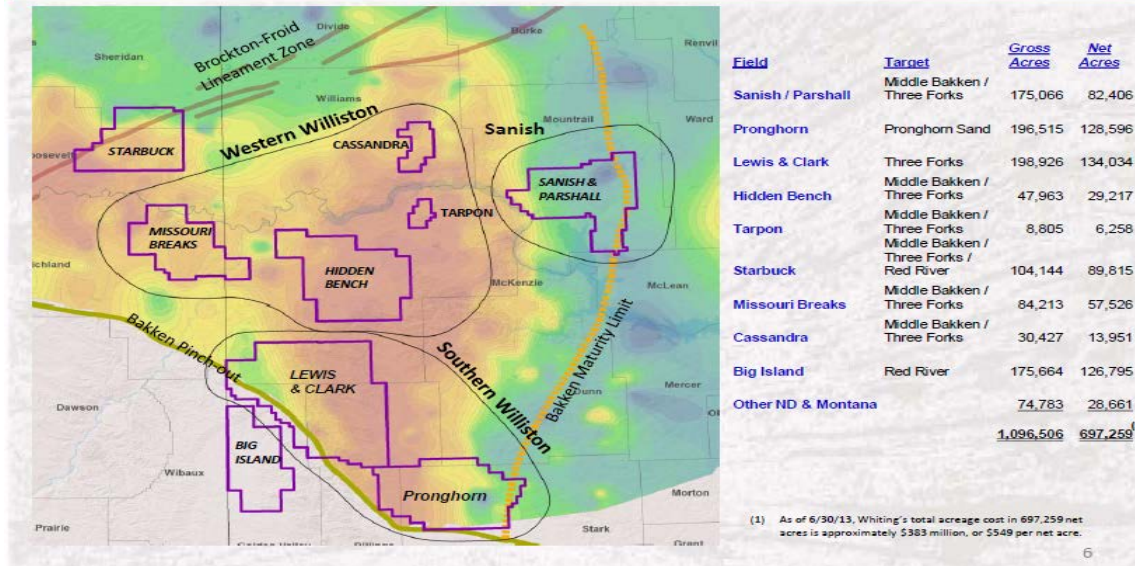 Divide
Burke
Renvil
Sheridan
Brockton-Froid
Lineament Zone
Williams
Western Williston
CASSANDRA
Sanish
Mountrail
Ward
STARBUCK
SANISH &
PARSHALL
TARPON
MISSOURI
BREAKS
HIDDEN
BENCH
McKenzie
McLean
Bakken Pinch-out
Southern Williston
Bakken Maturity Limit
LEWIS
& CLARK
Dunn
Mercer
Dawson
BIG
ISLAND
Wibaux
Pronghorn
Morton
Prairie
Stark
Field Target Gross Acres Net Acres
Sanish / Parshall Middle Bakken / Three Forks 175,066 82,406
Pronghorn Pronghorn Sand 196,515 128,596
Lewis & Clark Three Forks 198,926 134,034
Hidden Bench Middle Bakken / Three Forks 47,963 29,217
Tarpon Middle Bakken / Three Forks 8,805 6,258
Starbuck Middle Bakken / Three Forks / Red River 104,144 89,815
Missouri Breaks Middle Bakken / Three Forks 84,213 57,526
Cassandra Middle Bakken / Three Forks 30,427 13,951
Big Island Red River 175,664 126,795
Other ND & Montana 74,783 28,661
1,096,506 697,259
(1) As of 6/30/13, Whiting's total acreage cost in 697,259 net
acres is approximately $383 million, or $549 per net acre.
6